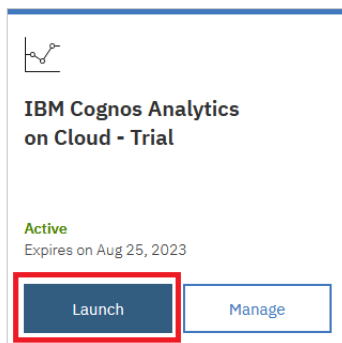 IBM Cognos Analytics
on Cloud - Trial
Active
Expires on Aug 25, 2023
Launch
Manage